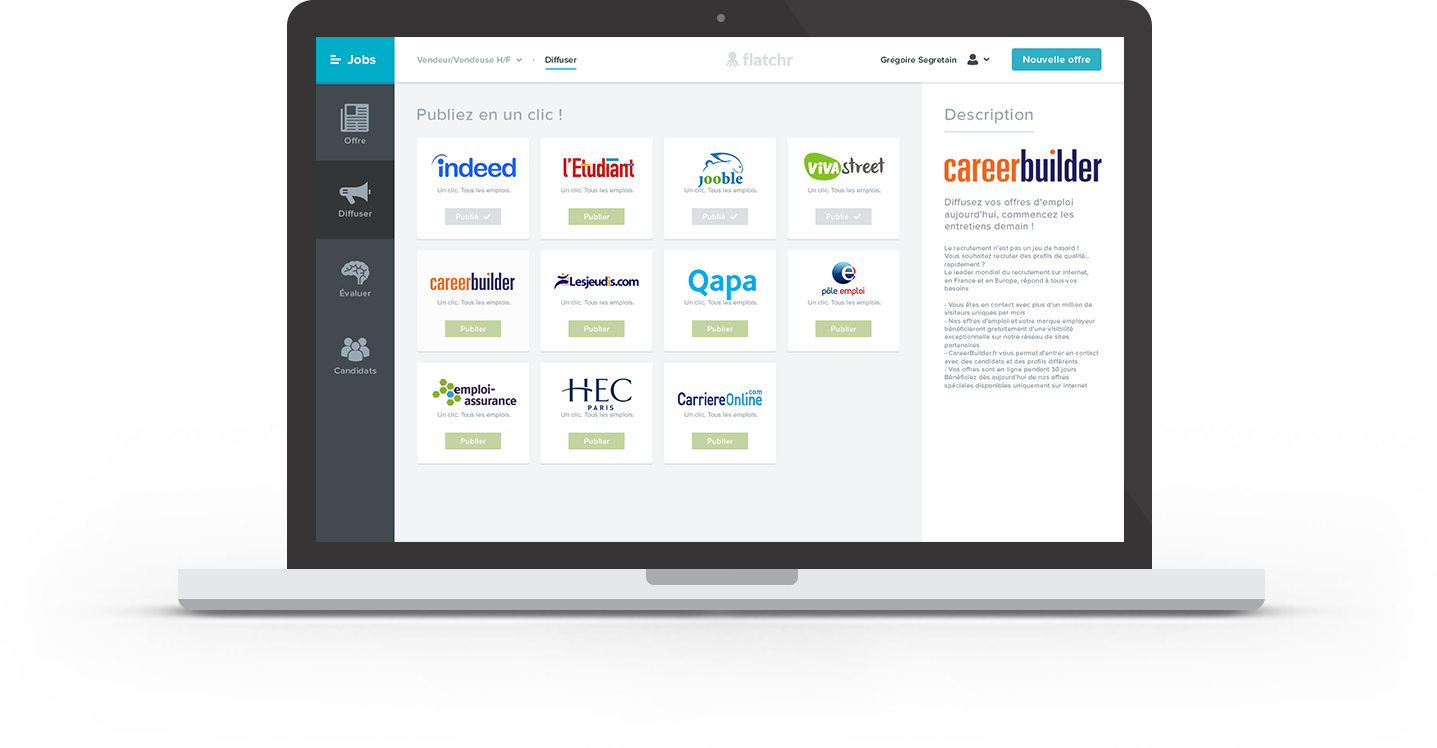 Jobs
Vendeur/Vendeuse H/F · Diffuser
flatchr
Grégoire Segretain
Nouvelle offre
Offre
Diffuser
Évaluer
Candidats
Publiez en un clic !
indeed
Un clic. Tous les emplois.
Publié
l'Etudiant
Un clic. Tous les emplois.
Publier
jooble
Un clic. Tous les emplois.
Publié
ViVAstreet
Un clic. Tous les emplois.
Publié
careerbuilder
Un clic. Tous les emplois.
Publier
Lesjeudis.com
Un clic. Tous les emplois.
Publier
Qapa
Un clic. Tous les emplois.
Publier
pôle emploi
Un clic. Tous les emplois.
Publier
emploi-
assurance
Un clic. Tous les emplois.
Publier
HEC
PARIS
Un clic. Tous les emplois.
Publier
CarriereOnline.com
Un clic. Tous les emplois.
Publier
Description
careerbuilder
Diffusez vos offres d'emploi
aujourd'hui, commencez les
entretiens demain !
Le recrutement n'est pas un jeu de hasard !
Vous souhaitez recruter des profils de qualité...
rapidement ?
Le leader mondial du recrutement sur internet,
en France et en Europe, répond à tous vos
besoins
- Vous êtes en contact avec plus d'un million de
visiteurs uniques par mois
- Nos offres d'emploi et votre marque employeur
bénéficieront gratuitement d'une visibilité
exceptionnelle sur notre réseau de sites
partenaires
- CareerBuilder.fr vous permet d'entrer en contact
avec des candidats et des profils différents
- Vos offres sont en ligne pendant 30 jours
Bénéficiez dès aujourd'hui de nos offres
spéciales disponibles uniquement sur internet